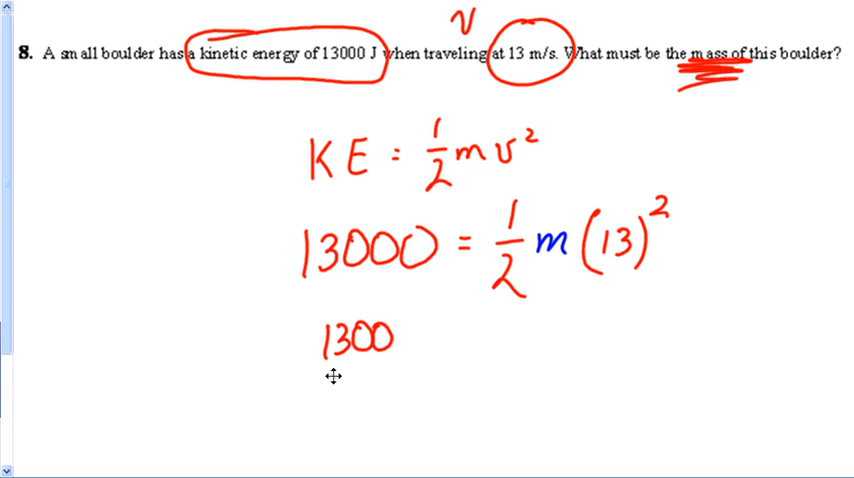 v
8. A small boulder has a kinetic energy of 13000 J when traveling at 13 m/s. What must be the mass of this boulder?
KE = 1/2 mv²
13000 = 1/2 m (13)²
1300